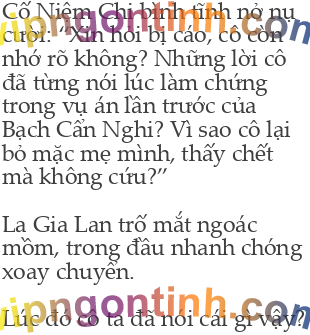 Cố Niệm Chi bình tĩnh nở nụ
cười: “Xin hỏi bị cáo, cô còn
nhớ rõ không? Những lời cô
đã từng nói lúc làm chứng
trong vụ án lần trước của
Bạch Cẩn Nghi? Vì sao cô lại
bỏ mặc mẹ mình, thấy chết
mà không cứu?”
La Gia Lan trố mắt ngoác
mồm, trong đầu nhanh chóng
xoay chuyển.
vipngontinh.com
Lúc đó cô ta đã nói cái gì vậy?